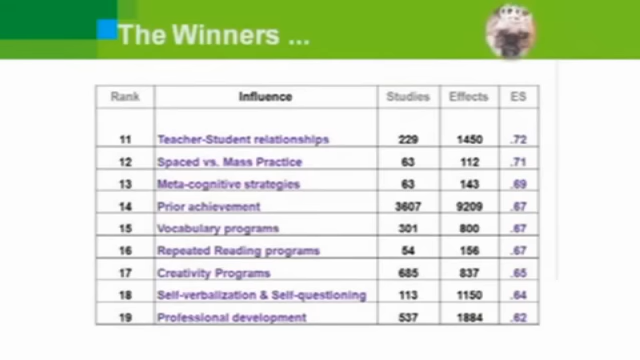 The Winners ...
Rank Influence Studies Effects ES
11 Teacher-Student relationships 229 1450 .72
12 Spaced vs. Mass Practice 63 112 .71
13 Meta-cognitive strategies 63 143 .69
14 Prior achievement 3607 9209 .67
15 Vocabulary programs 301 800 .67
16 Repeated Reading programs 54 156 .67
17 Creativity Programs 685 837 .65
18 Self-verbalization & Self-questioning 113 1150 .64
19 Professional development 537 1884 .62